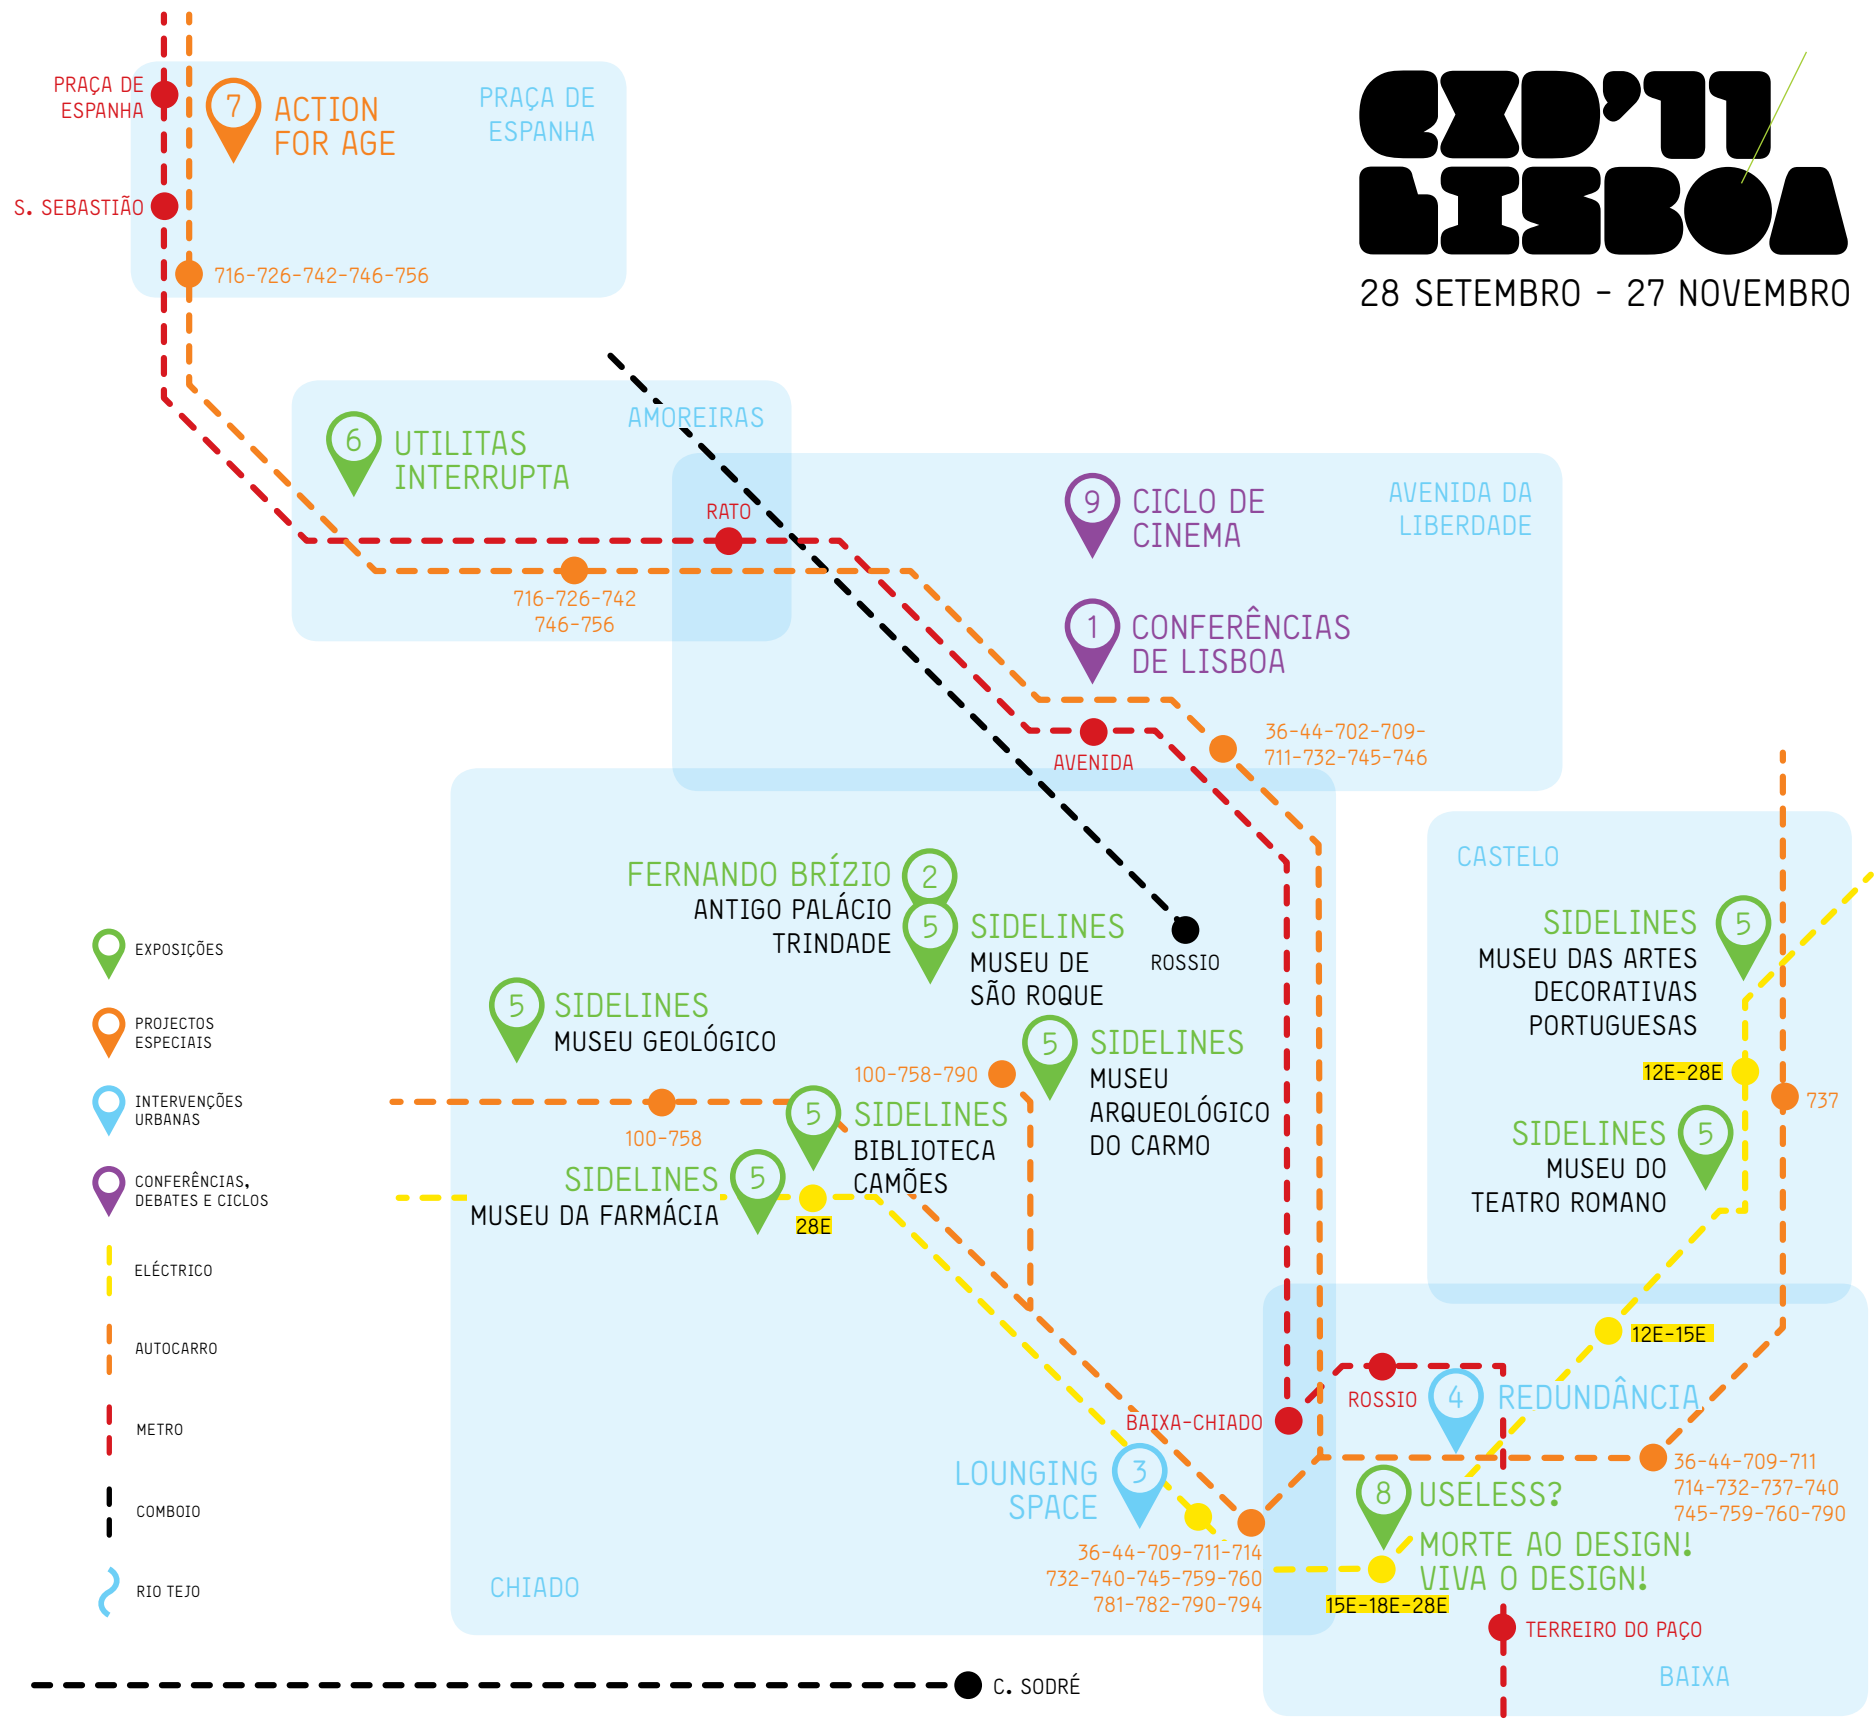 EXD'11
LISBOA
28 SETEMBRO - 27 NOVEMBRO
PRAÇA DE
ESPANHA
S. SEBASTIÃO
7
ACTION
FOR AGE
PRAÇA DE
ESPANHA
716-726-742-746-756
AMOREIRAS
6
UTILITAS
INTERRUPTA
RATO
716-726-742
746-756
9
CICLO DE
CINEMA
AVENIDA DA
LIBERDADE
1
CONFERÊNCIAS
DE LISBOA
AVENIDA
36-44-702-709-
711-732-745-746
FERNANDO BRÍZIO
2
ANTIGO PALÁCIO
TRINDADE
5
SIDELINES
MUSEU DE
SÃO ROQUE
ROSSIO
5
SIDELINES
MUSEU GEOLÓGICO
5
SIDELINES
MUSEU
ARQUEOLÓGICO
DO CARMO
100-758-790
100-758
5
SIDELINES
BIBLIOTECA
CAMÕES
SIDELINES
5
MUSEU DA FARMÁCIA
28E
CASTELO
SIDELINES
5
MUSEU DAS ARTES
DECORATIVAS
PORTUGUESAS
12E-28E
737
SIDELINES
5
MUSEU DO
TEATRO ROMANO
12E-15E
ROSSIO
4
REDUNDÂNCIA
BAIXA-CHIADO
LOUNGING
SPACE
3
36-44-709-711
714-732-737-740
745-759-760-790
8
USELESS?
MORTE AO DESIGN!
VIVA O DESIGN!
36-44-709-711-714
732-740-745-759-760
781-782-790-794
15E-18E-28E
CHIADO
TERREIRO DO PAÇO
BAIXA
C. SODRÉ
EXPOSIÇÕES
PROJECTOS
ESPECIAIS
INTERVENÇÕES
URBANAS
CONFERÊNCIAS,
DEBATES E CICLOS
ELÉCTRICO
AUTOCARRO
METRO
COMBOIO
RIO TEJO